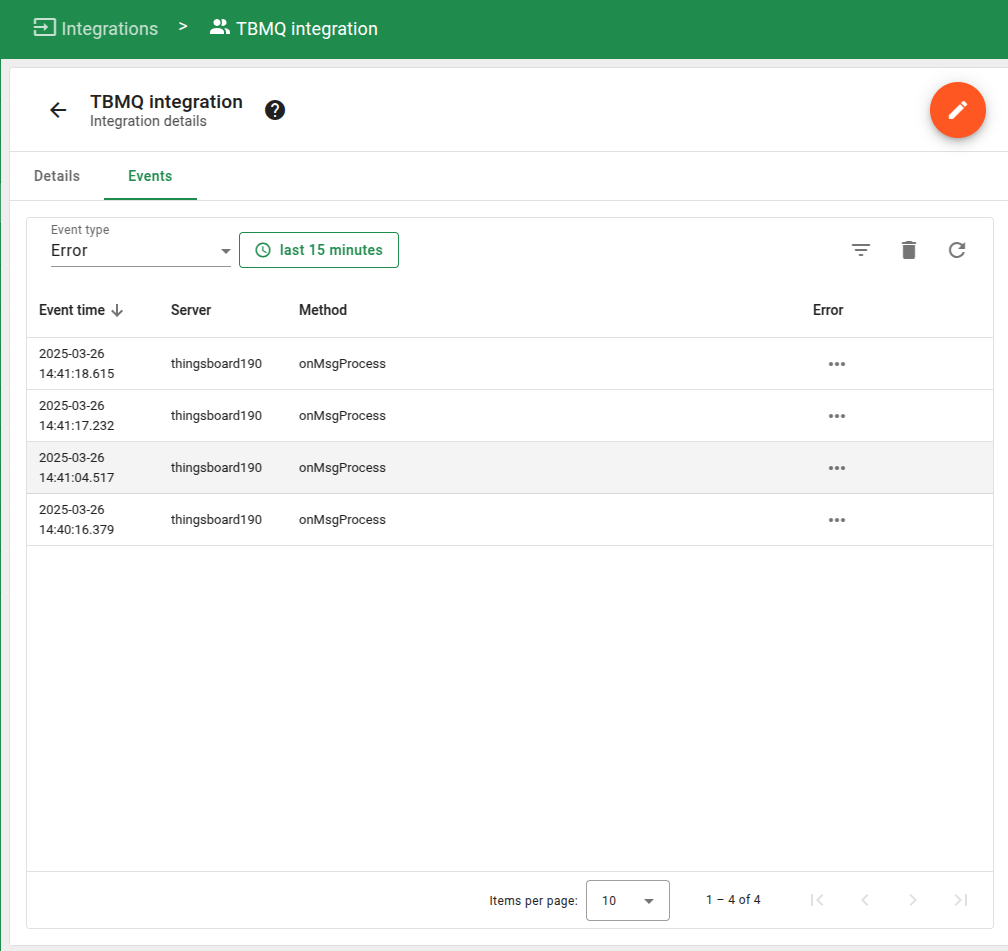 Integrations > TBMQ integration
TBMQ integration
Integration details
Details Events
Event type
Error last 15 minutes
Event time Server Method Error
2025-03-26
14:41:18.615 thingsboard190 onMsgProcess
2025-03-26
14:41:17.232 thingsboard190 onMsgProcess
2025-03-26
14:41:04.517 thingsboard190 onMsgProcess
2025-03-26
14:40:16.379 thingsboard190 onMsgProcess
Items per page: 10 1 – 4 of 4